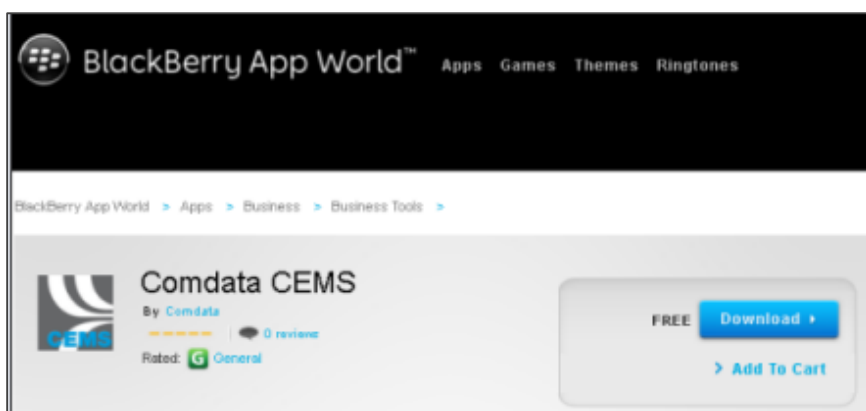 BlackBerry App World™ Apps Games Themes Ringtones
BlackBerry App World > Apps > Business > Business Tools >
Comdata CEMS
By Comdata
0 reviews
Rated: G General
CEMS
FREE Download
> Add To Cart